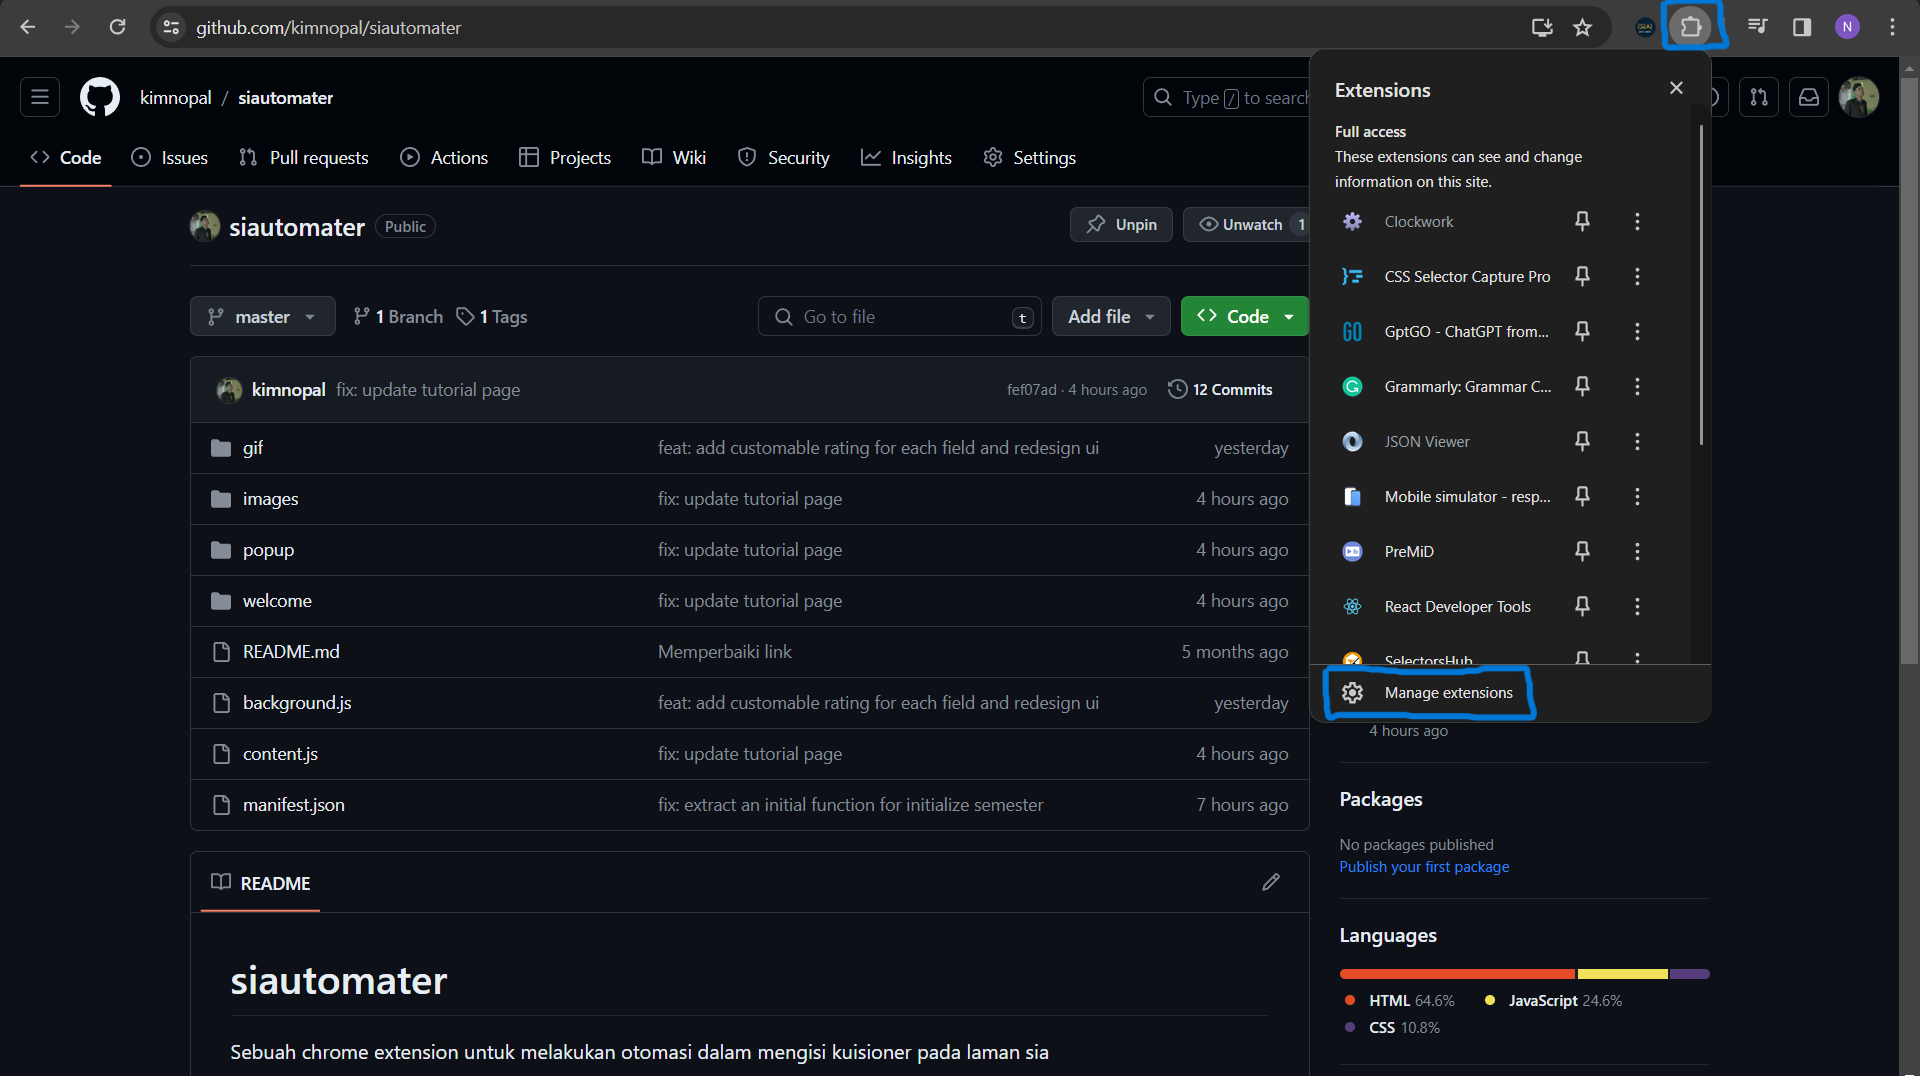 github.com/kimnopal/siautomater
N
kimnopal / siautomater
Type / to search
Code
Issues
Pull requests
Actions
Projects
Wiki
Security
Insights
Settings
siautomater Public
Unpin
Unwatch 1
master
1 Branch
1 Tags
Go to file t
Add file
Code
kimnopal fix: update tutorial page fef07ad · 4 hours ago 12 Commits
gif feat: add customable rating for each field and redesign ui yesterday
images fix: update tutorial page 4 hours ago
popup fix: update tutorial page 4 hours ago
welcome fix: update tutorial page 4 hours ago
README.md Memperbaiki link 5 months ago
background.js feat: add customable rating for each field and redesign ui yesterday
content.js fix: update tutorial page 4 hours ago
manifest.json fix: extract an initial function for initialize semester 7 hours ago
README
siautomater
Sebuah chrome extension untuk melakukan otomasi dalam mengisi kuisioner pada laman sia
Extensions
Full access
These extensions can see and change
information on this site.
Clockwork
CSS Selector Capture Pro
GO GptGO - ChatGPT from...
Grammarly: Grammar C...
JSON Viewer
Mobile simulator - resp...
PreMiD
React Developer Tools
SelectorsHub
Manage extensions
4 hours ago
Packages
No packages published
Publish your first package
Languages
HTML 64.6%
JavaScript 24.6%
CSS 10.8%